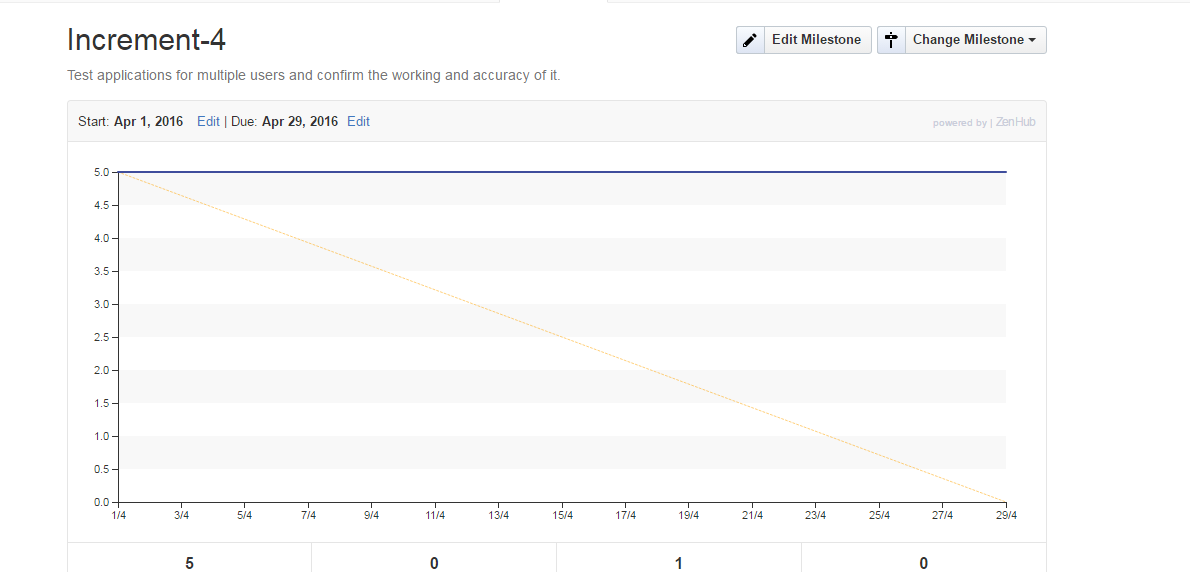 Increment-4
Edit Milestone
Change Milestone
Test applications for multiple users and confirm the working and accuracy of it.
Start: Apr 1, 2016 Edit | Due: Apr 29, 2016 Edit
powered by | ZenHub
5.0
4.5
4.0
3.5
3.0
2.5
2.0
1.5
1.0
0.5
0.0
1/4 3/4 5/4 7/4 9/4 11/4 13/4 15/4 17/4 19/4 21/4 23/4 25/4 27/4 29/4
5 0 1 0